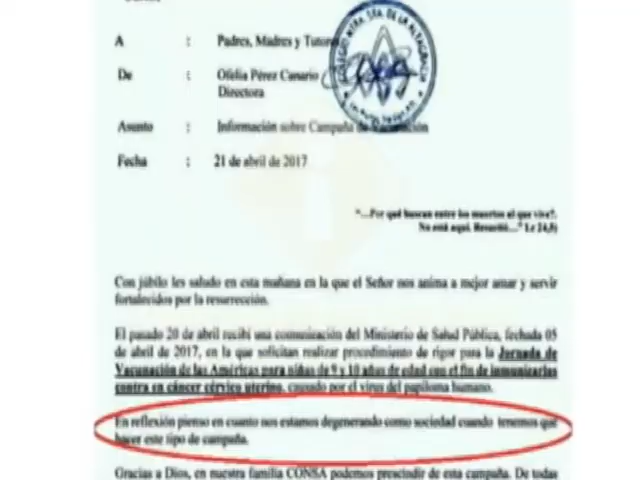 A : Padres, Madres y Tutores
De : Ofelia Pérez Canario
Directora
COLEGIO NTRA. SRA. DE LA ALTAGRACIA
Asunto : Información sobre Campaña de Vacunación
Fecha : 21 de abril de 2017
"...Por qué buscan entre los muertos al que vive?.
No está aquí. Resucitó..." Lc 24,5)
Con júbilo les saludo en esta mañana en la que el Señor nos anima a mejor amar y servir
fortalecidos por la resurrección.
El pasado 20 de abril recibí una comunicación del Ministerio de Salud Pública, fechada 05
de abril de 2017, en la que solicitan realizar procedimiento de rigor para la Jornada de
Vacunación de las Américas para niñas de 9 y 10 años de edad con el fin de inmunizarlas
contra en cáncer cérvico uterino, causado por el virus del papiloma humano.
En reflexión pienso en cuanto nos estamos degenerando como sociedad cuando tenemos que
hacer este tipo de campaña.
Gracias a Dios, en nuestra familia CONSA podemos prescindir de esta campaña. De todas